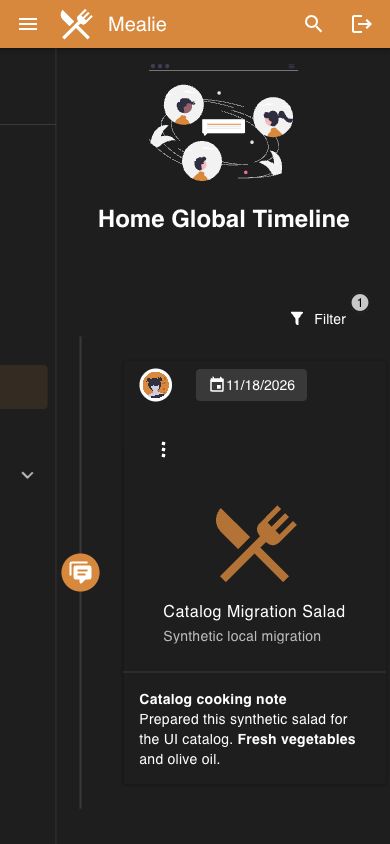 Mealie
Home Global Timeline
1
Filter
11/18/2026
Catalog Migration Salad
Synthetic local migration
Catalog cooking note
Prepared this synthetic salad for
the UI catalog. Fresh vegetables
and olive oil.